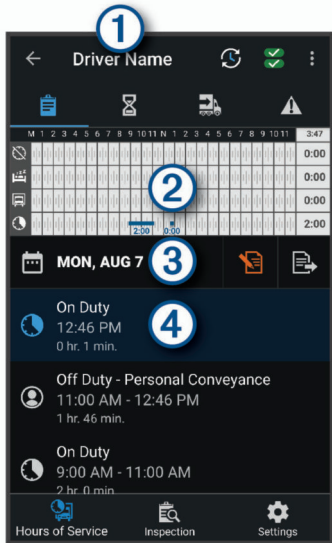 1
Driver Name
M 1 2 3 4 5 6 7 8 9 10 11 N 1 2 3 4 5 6 7 8 9 10 11 3:47
0:00
0:00
2
0:00
2:00 0:00 2:00
MON, AUG 7 3
On Duty
12:46 PM 4
0 hr. 1 min.
Off Duty - Personal Conveyance
11:00 AM - 12:46 PM
1 hr. 46 min.
On Duty
9:00 AM - 11:00 AM
2 hr. 0 min.
Hours of Service Inspection Settings